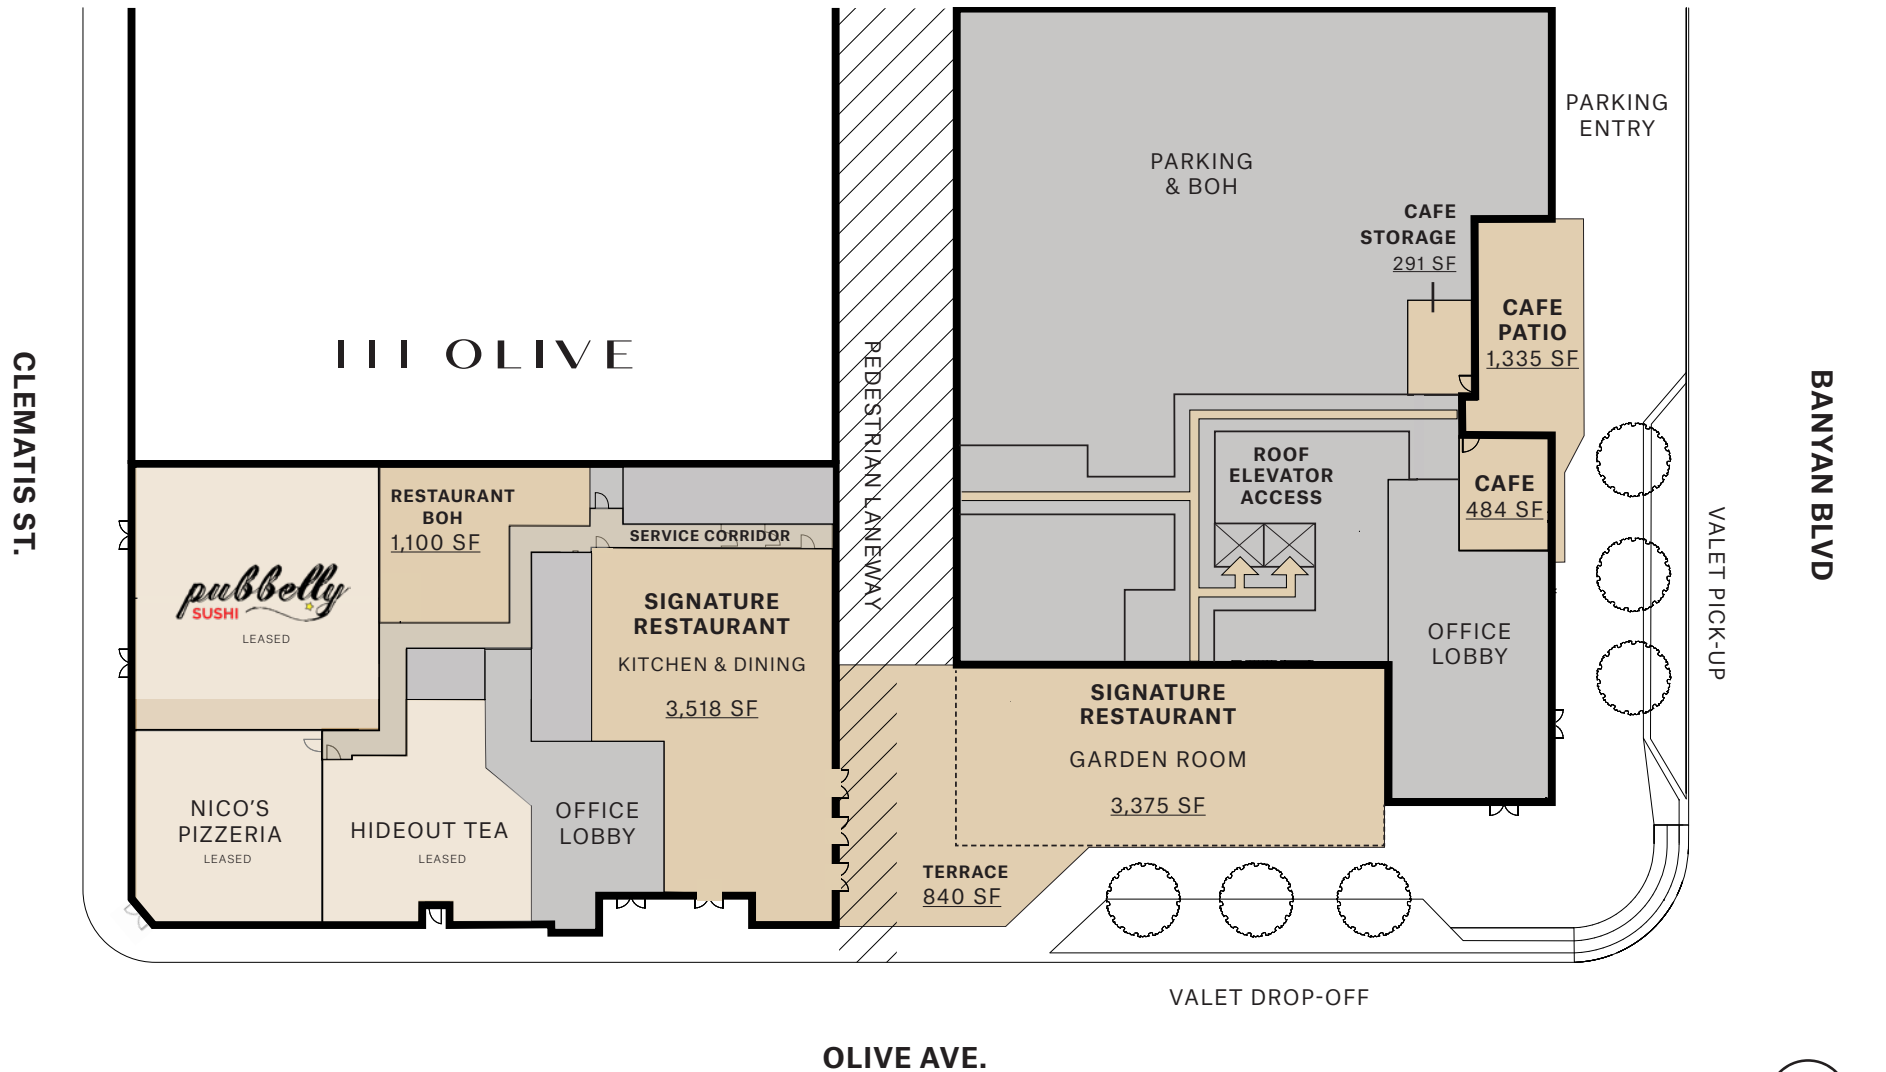 PARKING
ENTRY
PARKING
& BOH
CAFE
STORAGE
291 SF
CAFE
PATIO
1,335 SF
III OLIVE
PEDESTRIAN LANEWAY
CLEMATIS ST.
BANYAN BLVD
VALET PICK-UP
ROOF
ELEVATOR
ACCESS
CAFE
484 SF
RESTAURANT
BOH
1,100 SF
SERVICE CORRIDOR
pubbelly
SUSHI
LEASED
SIGNATURE
RESTAURANT
KITCHEN & DINING
3,518 SF
OFFICE
LOBBY
SIGNATURE
RESTAURANT
GARDEN ROOM
3,375 SF
NICO'S
PIZZERIA
LEASED
HIDEOUT TEA
LEASED
OFFICE
LOBBY
TERRACE
840 SF
VALET DROP-OFF
OLIVE AVE.